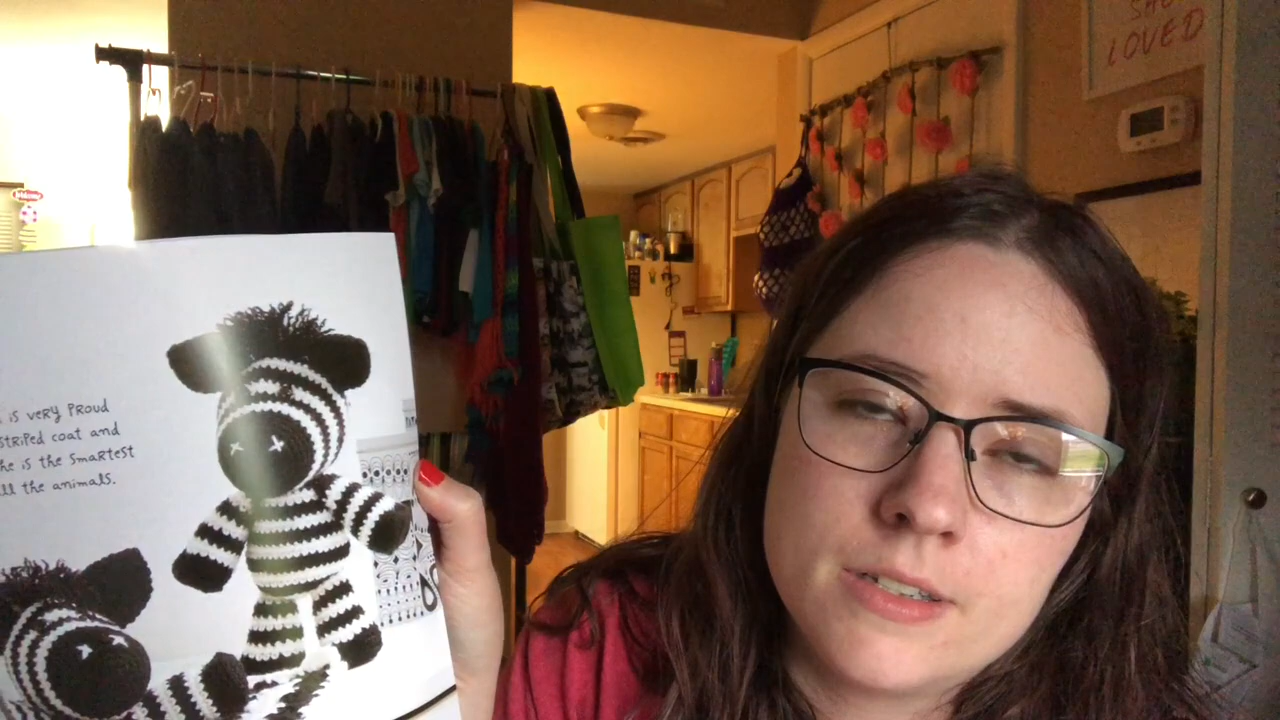 is very proud
striped coat and
he is the smartest
ll the animals.
LOVED